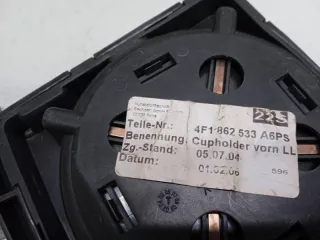 Teile-Nr.: 4F1 862 533 A6PS
Benennung: Cupholder vorn LL
Zg.-Stand: 05.07.04
Datum: 01.02.06
596